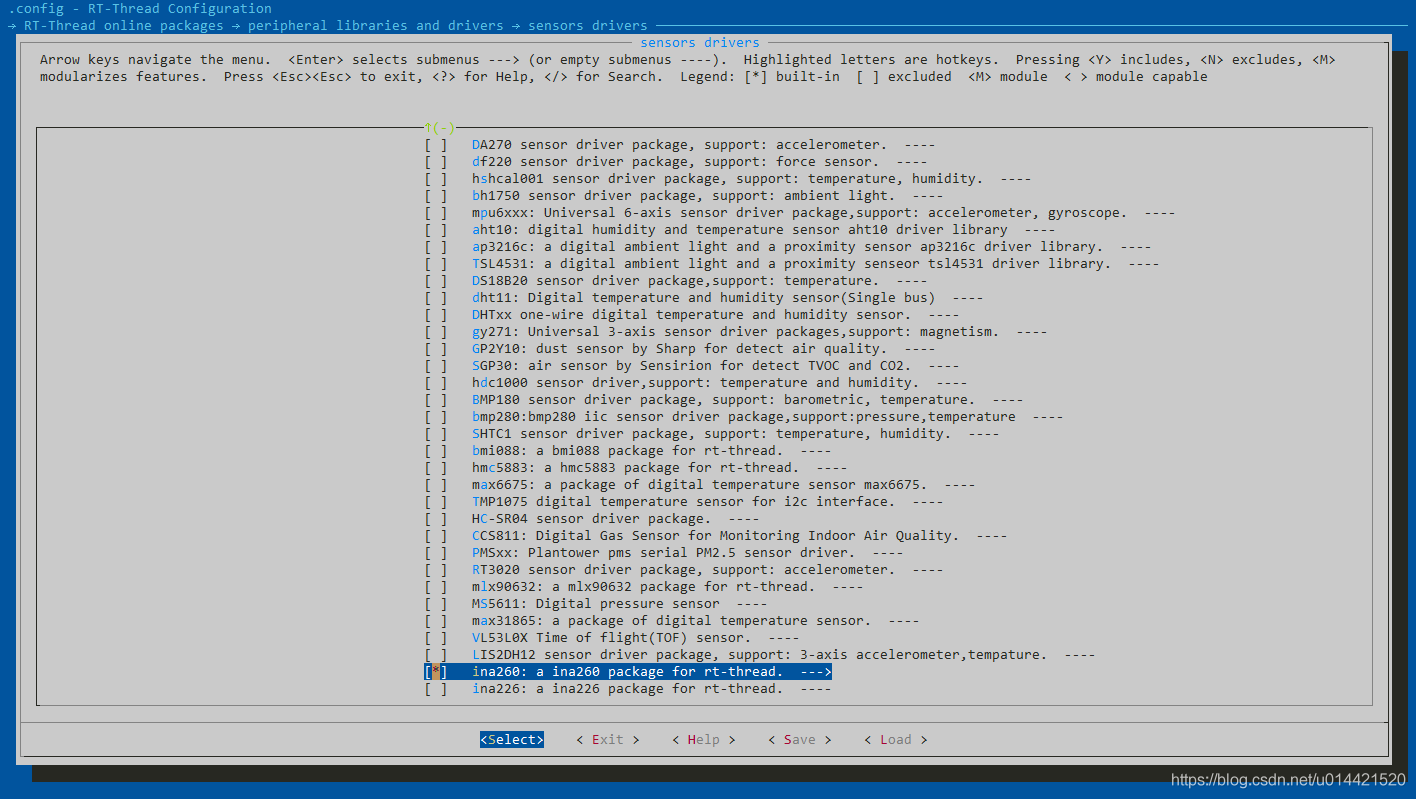 .config - RT-Thread Configuration
→ RT-Thread online packages → peripheral libraries and drivers → sensors drivers
sensors drivers
Arrow keys navigate the menu.  <Enter> selects submenus ---> (or empty submenus ----).  Highlighted letters are hotkeys.  Pressing <Y> includes, <N> excludes, <M>
modularizes features.  Press <Esc><Esc> to exit, <?> for Help, </> for Search.  Legend: [*] built-in  [ ] excluded  <M> module  < > module capable
↑(-)
[ ]   DA270 sensor driver package, support: accelerometer.  ----
[ ]   df220 sensor driver package, support: force sensor.  ----
[ ]   hshcal001 sensor driver package, support: temperature, humidity.  ----
[ ]   bh1750 sensor driver package, support: ambient light.  ----
[ ]   mpu6xxx: Universal 6-axis sensor driver package,support: accelerometer, gyroscope.  ----
[ ]   aht10: digital humidity and temperature sensor aht10 driver library  ----
[ ]   ap3216c: a digital ambient light and a proximity sensor ap3216c driver library.  ----
[ ]   TSL4531: a digital ambient light and a proximity senseor tsl4531 driver library.  ----
[ ]   DS18B20 sensor driver package,support: temperature.  ----
[ ]   dht11: Digital temperature and humidity sensor(Single bus)  ----
[ ]   DHTxx one-wire digital temperature and humidity sensor.  ----
[ ]   gy271: Universal 3-axis sensor driver packages,support: magnetism.  ----
[ ]   GP2Y10: dust sensor by Sharp for detect air quality.  ----
[ ]   SGP30: air sensor by Sensirion for detect TVOC and CO2.  ----
[ ]   hdc1000 sensor driver,support: temperature and humidity.  ----
[ ]   BMP180 sensor driver package, support: barometric, temperature.  ----
[ ]   bmp280:bmp280 iic sensor driver package,support:pressure,temperature  ----
[ ]   SHTC1 sensor driver package, support: temperature, humidity.  ----
[ ]   bmi088: a bmi088 package for rt-thread.  ----
[ ]   hmc5883: a hmc5883 package for rt-thread.  ----
[ ]   max6675: a package of digital temperature sensor max6675.  ----
[ ]   TMP1075 digital temperature sensor for i2c interface.  ----
[ ]   HC-SR04 sensor driver package.  ----
[ ]   CCS811: Digital Gas Sensor for Monitoring Indoor Air Quality.  ----
[ ]   PMSxx: Plantower pms serial PM2.5 sensor driver.  ----
[ ]   RT3020 sensor driver package, support: accelerometer.  ----
[ ]   mlx90632: a mlx90632 package for rt-thread.  ----
[ ]   MS5611: Digital pressure sensor  ----
[ ]   max31865: a package of digital temperature sensor.  ----
[ ]   VL53L0X Time of flight(TOF) sensor.  ----
[ ]   LIS2DH12 sensor driver package, support: 3-axis accelerometer,tempature.  ----
[*]   ina260: a ina260 package for rt-thread.  --->
[ ]   ina226: a ina226 package for rt-thread.  ----
<Select>    < Exit >    < Help >    < Save >    < Load >
https://blog.csdn.net/u014421520